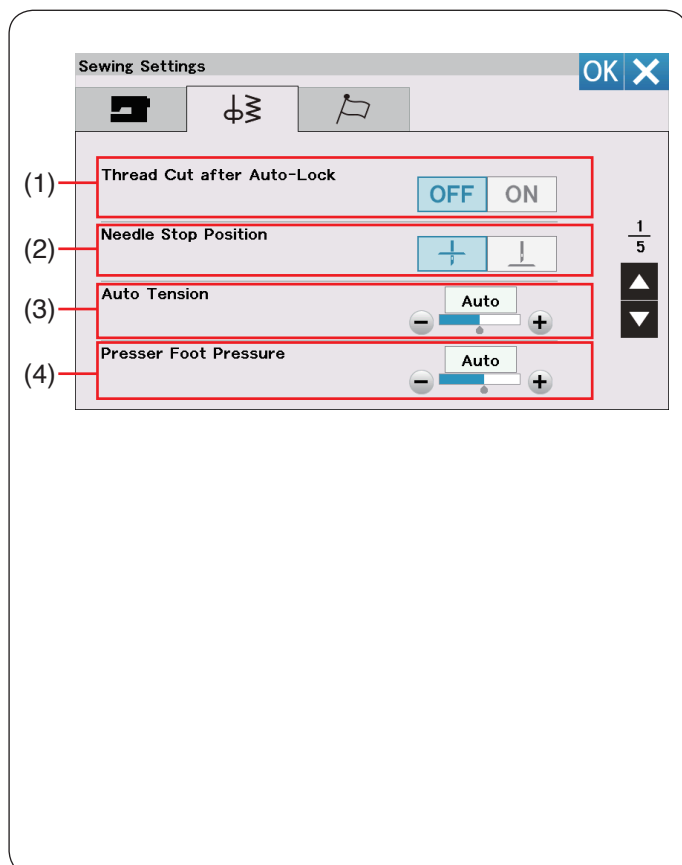 Sewing Settings
OK
(1)
Thread Cut after Auto-Lock
OFF ON
(2)
Needle Stop Position
1
5
(3)
Auto Tension
Auto
(4)
Presser Foot Pressure
Auto